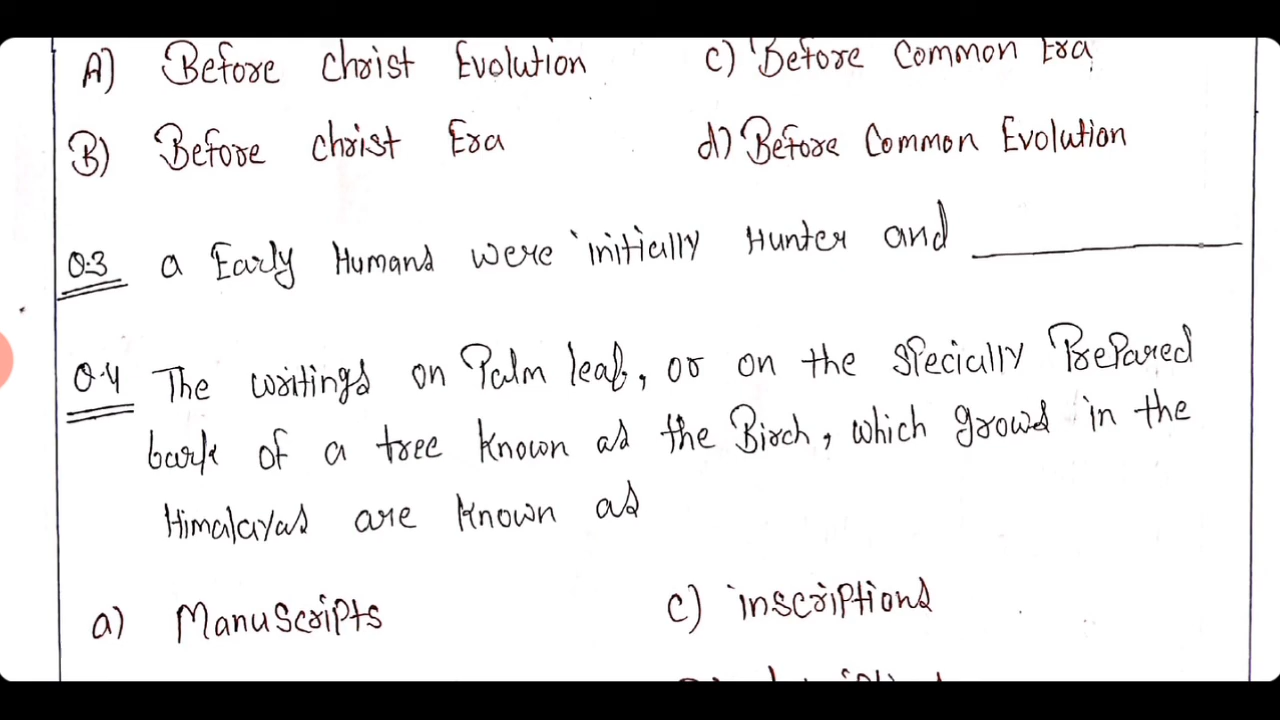 A) Before Christ Evolution c) Before Common Era
B) Before christ Era d) Before Common Evolution
Q.3 a Early Humans were initially Hunter and
Q.4 The writings on Palm leaf, or on the specially Prepared
bark of a tree known as the Birch, which grows in the
Himalayas are known as
a) Manuscripts c) inscriptions